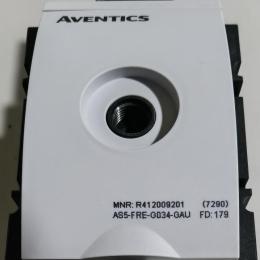 AVENTICS
MNR: R412009201 (7290)
AS5-FRE-G034-GAU FD: 179